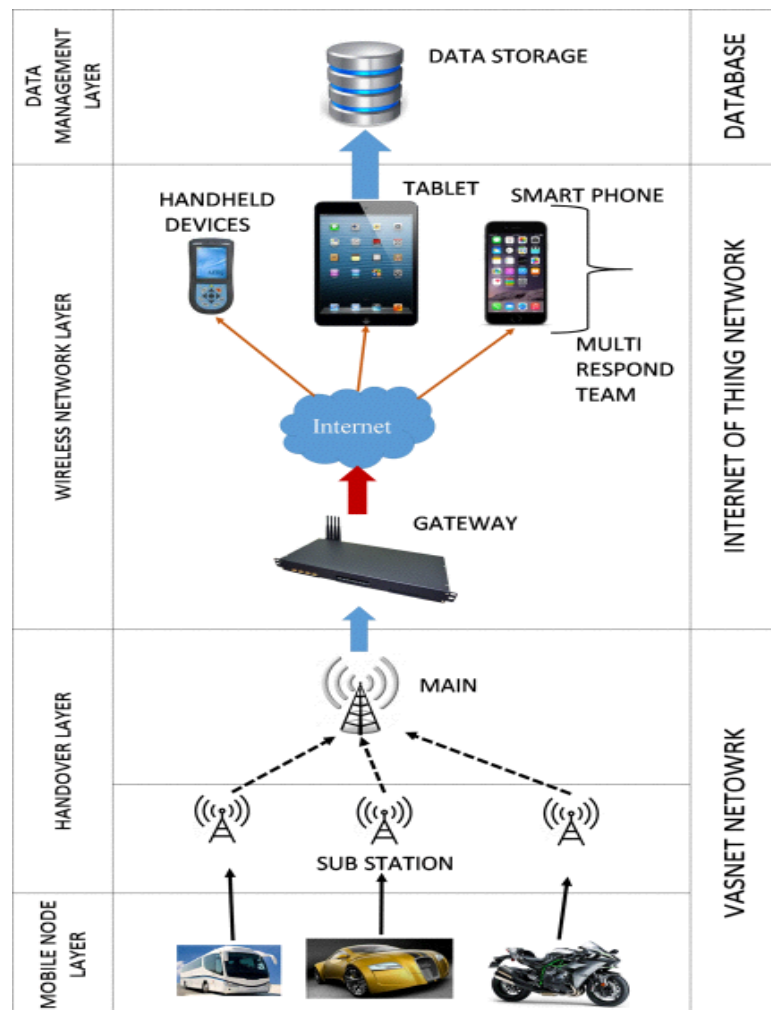 DATA
MANAGEMENT
LAYER
DATA STORAGE
DATABASE
WIRELESS NETWORK LAYER
HANDHELD
DEVICES
TABLET
SMART PHONE
MULTI
RESPOND
TEAM
Internet
GATEWAY
INTERNET OF THING NETWORK
HANDOVER LAYER
MAIN
SUB STATION
VASNET NETOWRK
MOBILE NODE
LAYER